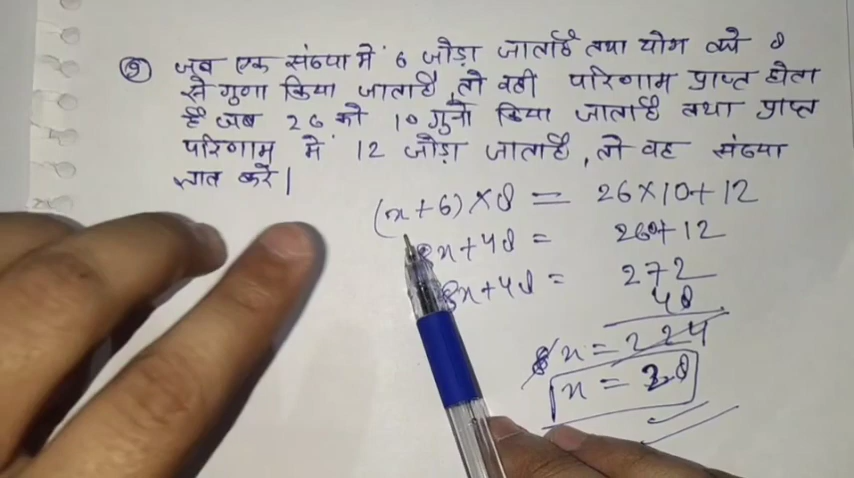 ⑨ जब एक संख्या में 6 जोड़ा जाता है तथा योग को 8
से गुणा किया जाता है, तो वही परिणाम प्राप्त होता
है जब 26 को 10 गुना किया जाता है तथा प्राप्त
परिणाम में 12 जोड़ा जाता है, तो वह संख्या
ज्ञात करे।
(x+6)×8 = 26×10+12
8x+48 = 260+12
8x+48 = 272
48
8x = 224
x = 28